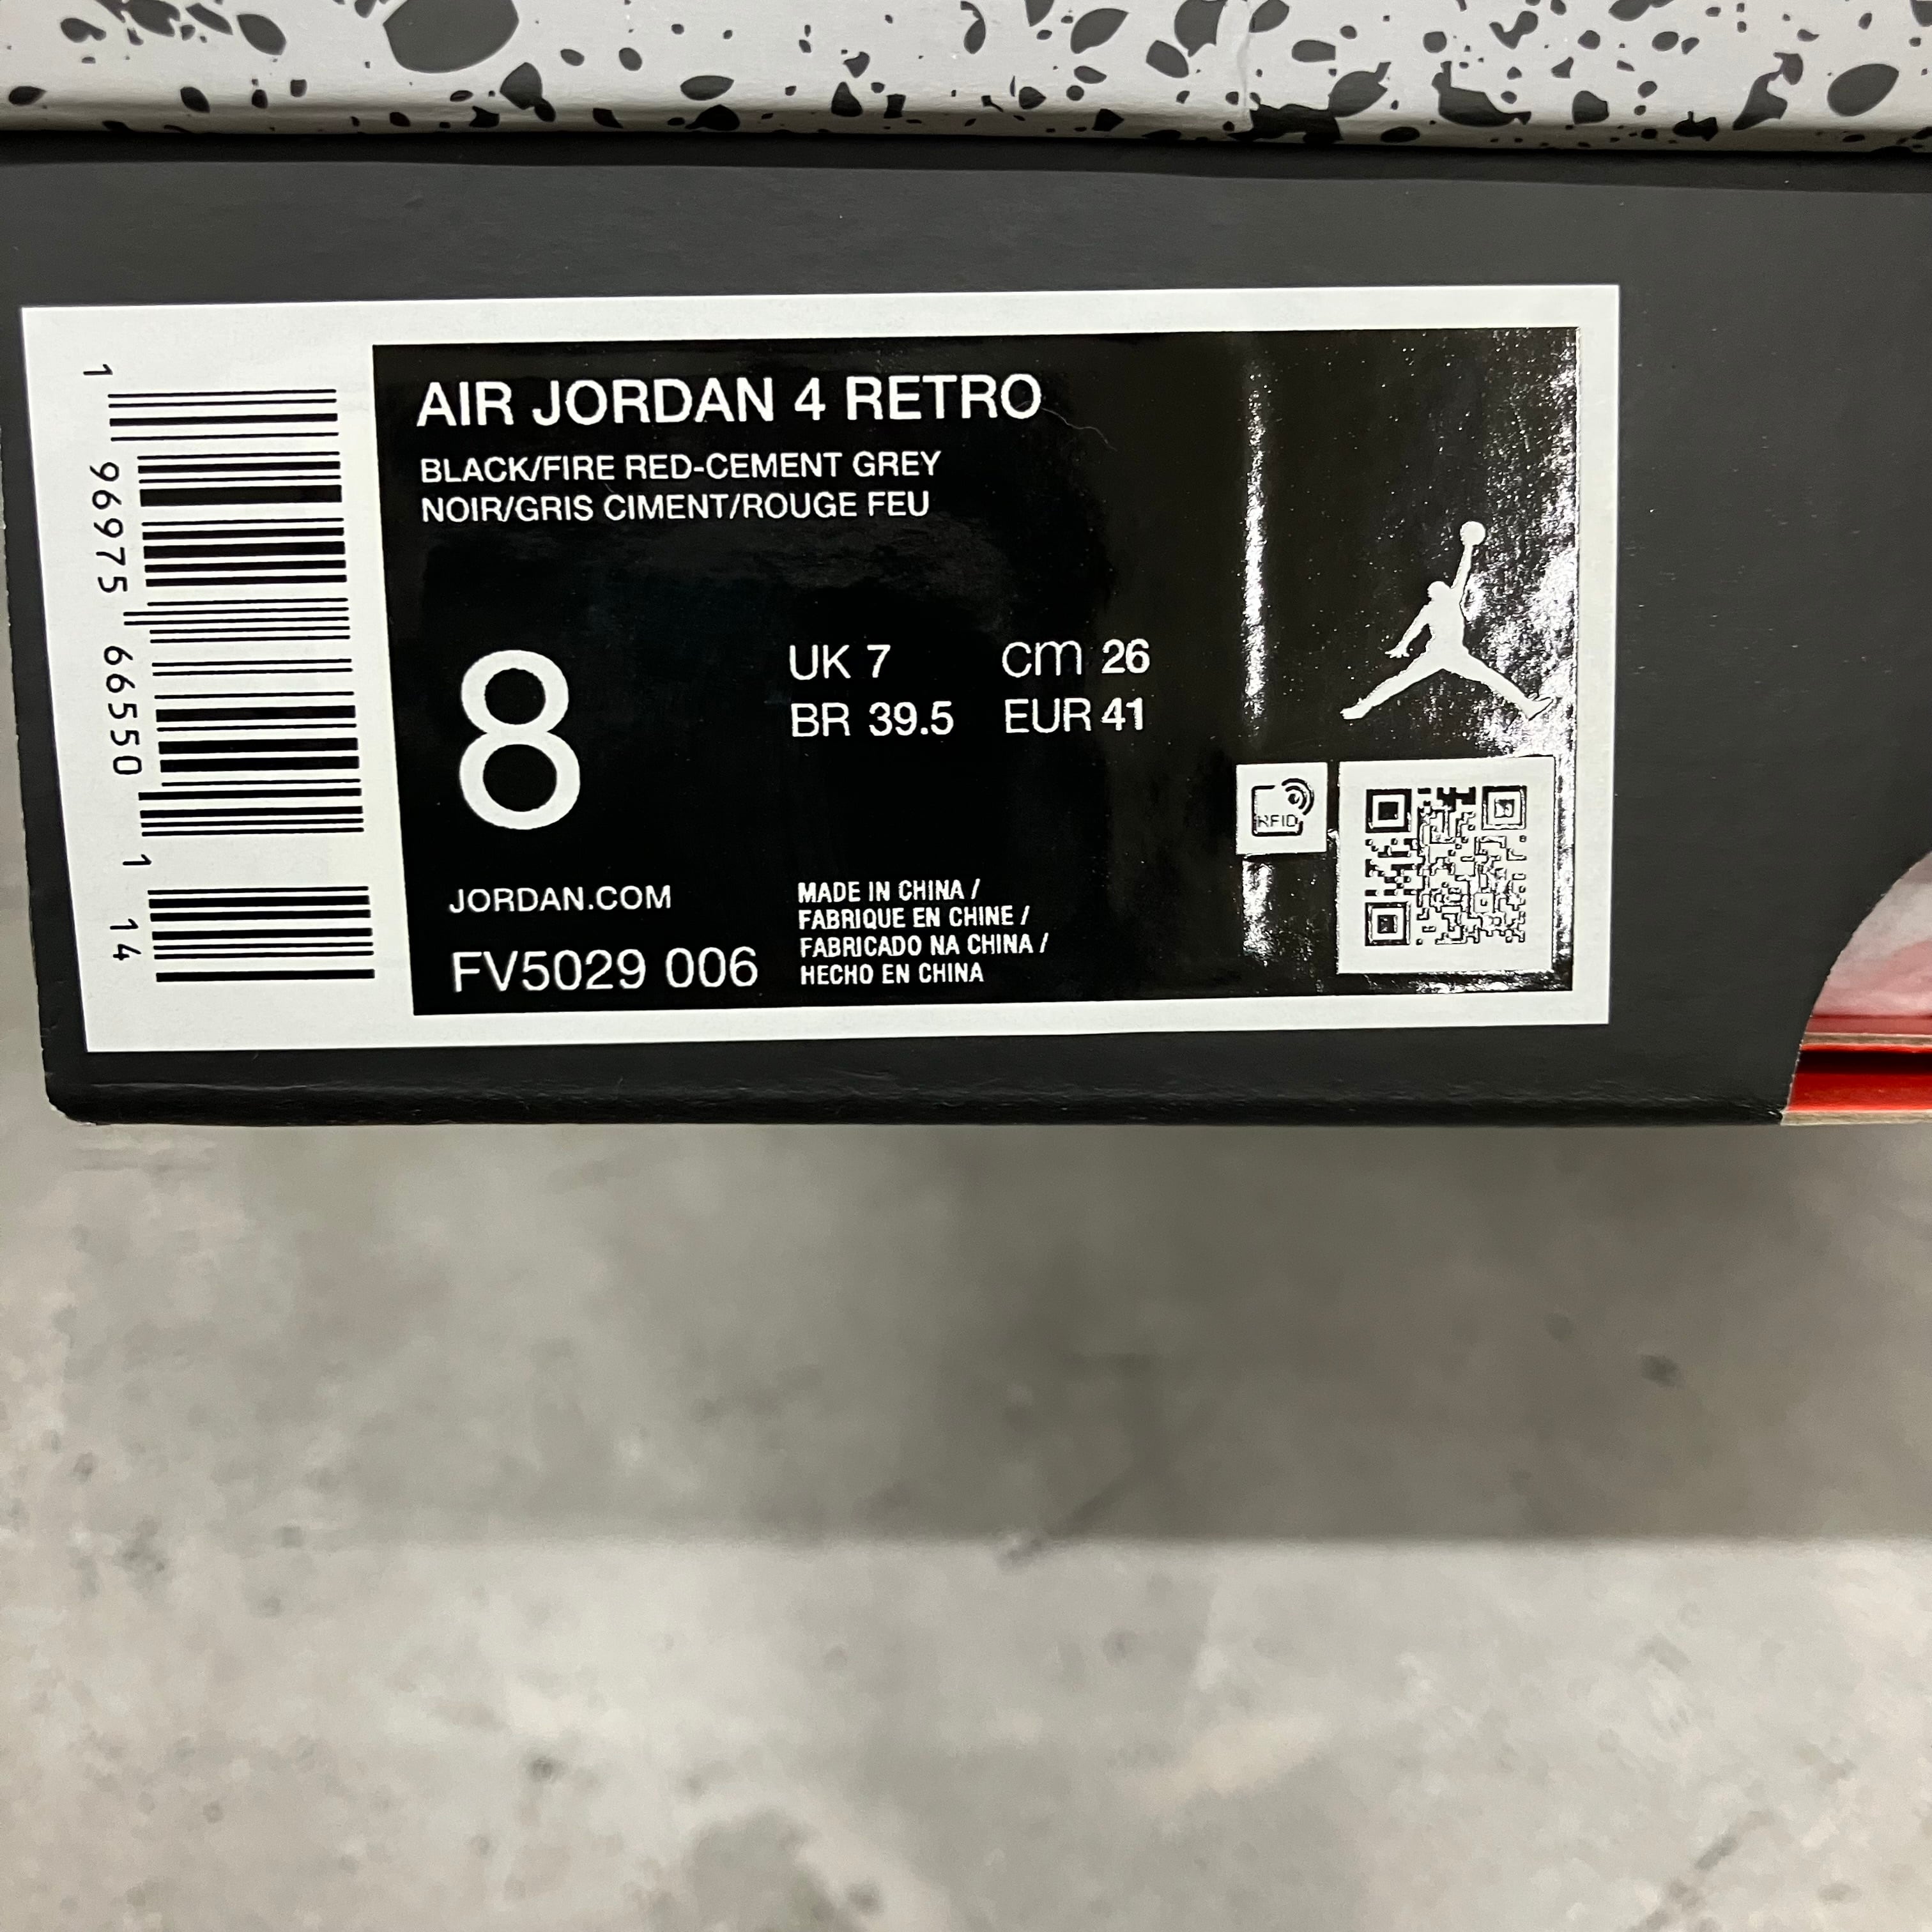 AIR JORDAN 4 RETRO
BLACK/FIRE RED-CEMENT GREY
NOIR/GRIS CIMENT/ROUGE FEU
8
UK 7 cm 26
BR 39.5 EUR 41
RFID
JORDAN.COM
FV5029 006
MADE IN CHINA /
FABRIQUE EN CHINE /
FABRICADO NA CHINA /
HECHO EN CHINA
1 96975 66550 1 14